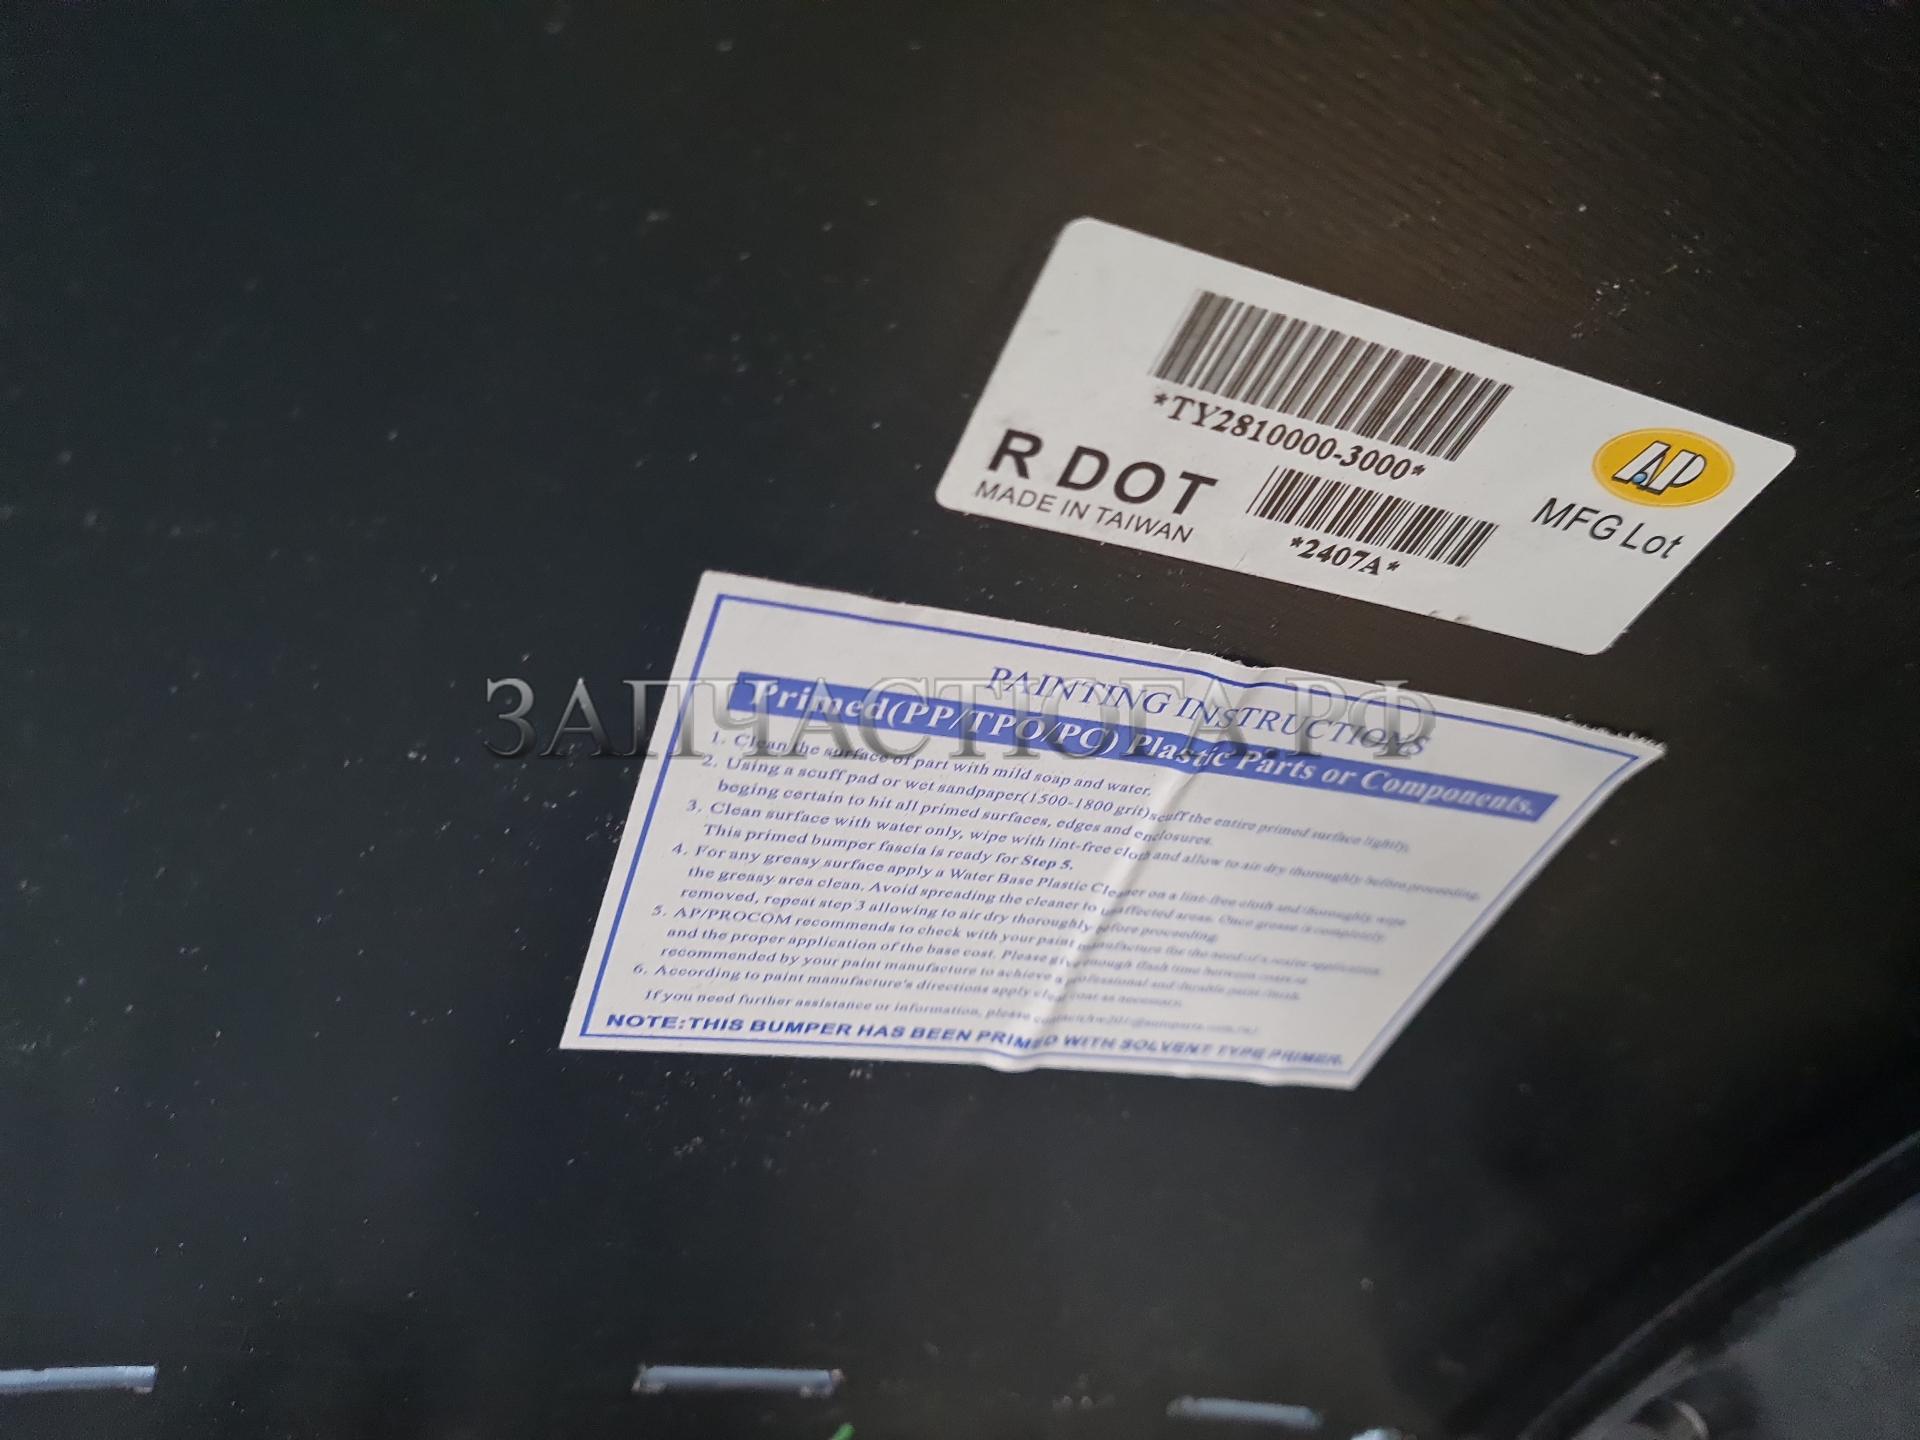 *TY2810000-3000*
R DOT
MADE IN TAIWAN
*2407A*
AP
MFG Lot
ЗАПЧАСТЮГА.РФ
PAINTING INSTRUCTIONS
Primed(PP/TPO/PC) Plastic Parts or Components.
1. Clean the surface of part with mild soap and water.
2. Using a scuff pad or wet sandpaper(1500-1800 grit)scuff the entire primed surface lightly,
beging certain to hit all primed surfaces, edges and enclosures.
3. Clean surface with water only, wipe with lint-free cloth and allow to air dry thoroughly before proceeding.
This primed bumper fascia is ready for Step 5.
4. For any greasy surface apply a Water Base Plastic Cleaner on a lint-free cloth and thoroughly wipe
the greasy area clean. Avoid spreading the cleaner to unaffected areas. Once grease is completely
removed, repeat step 3 allowing to air dry thoroughly before proceeding.
5. AP/PROCOM recommends to check with your paint manufacture for the need of a sealer application
and the proper application of the base cost. Please give enough flash time between coats as
recommended by your paint manufacture to achieve a professional and durable paint finish.
6. According to paint manufacture's directions apply clear coat as necessary.
If you need further assistance or information, please
NOTE:THIS BUMPER HAS BEEN PRIMED WITH SOLVENT TYPE PRIMER.